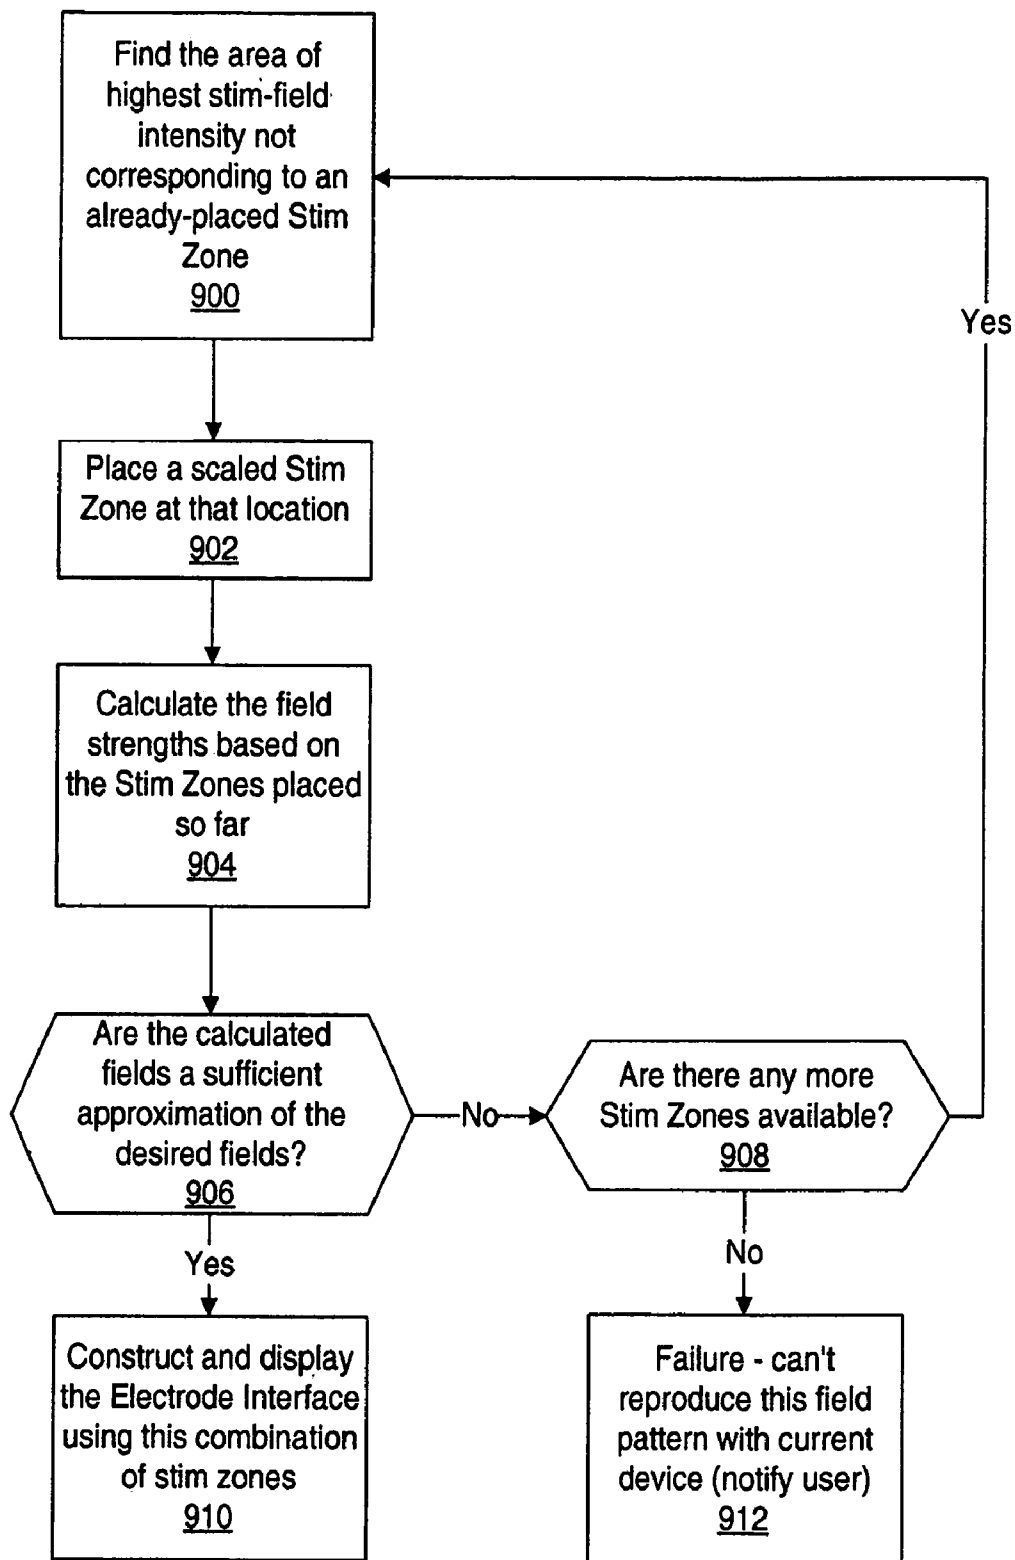 Find the area of
highest stim-field
intensity not
corresponding to an
already-placed Stim
Zone
900
Yes
Place a scaled Stim
Zone at that location
902
Calculate the field
strengths based on
the Stim Zones placed
so far
904
Are the calculated
fields a sufficient
approximation of the
desired fields?
906
No
Are there any more
Stim Zones available?
908
Yes
No
Construct and display
the Electrode Interface
using this combination
of stim zones
910
Failure - can't
reproduce this field
pattern with current
device (notify user)
912